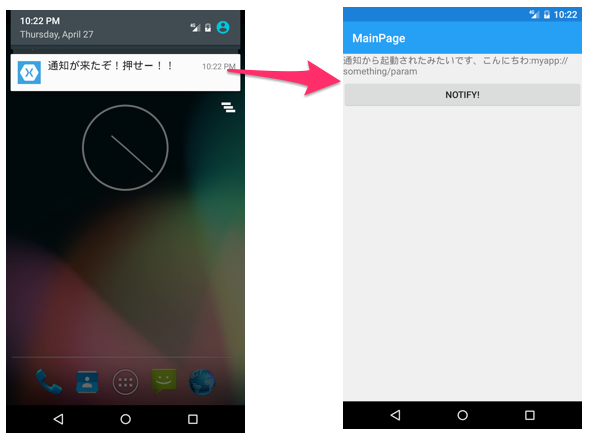 10:22 PM
Thursday, April 27
4G
通知が来たぞ！押せー！！
10:22 PM
4G
10:22
MainPage
通知から起動されたみたいです、こんにちわ:myapp://
something/param
NOTIFY!